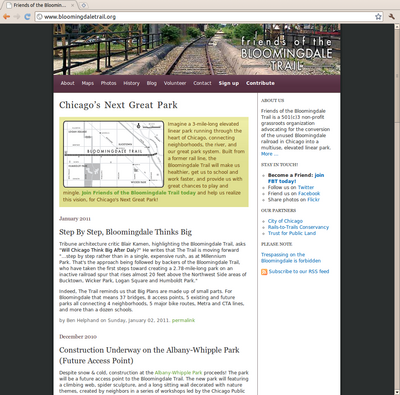 Friends of the Bloomin...
www.bloomingdaletrail.org
friends of the
BLOOMINGDALE
TRAIL
About Maps Photos History Blog Volunteer Contact Sign up Contribute
Chicago's Next Great Park
Imagine a 3-mile-long elevated
linear park running through the
heart of Chicago, connecting
neighborhoods, the river, and
our great park system. Built from
a former rail line, the
Bloomingdale Trail will make us
healthier, get us to school and
work faster, and provide us with
great chances to play and
mingle. Join Friends of the Bloomingdale Trail today and help us realize
this vision, for Chicago's Next Great Park!
BLOOMINGDALE TRAIL
January 2011
Step By Step, Bloomingdale Thinks Big
Tribune architecture critic Blair Kamen, highlighting the Bloomingdale Trail, asks
"Will Chicago Think Big After Daly?" He writes that The Trail is moving forward
"...step by step rather than in a single, expensive rush, as at Millennium
Park. That's the approach being followed by backers of the Bloomingdale Trail,
who have taken the first steps toward creating a 2.78-mile-long park on an
inactive railroad spur that rises almost 20 feet above the Northwest Side areas of
Bucktown, Wicker Park, Logan Square and Humboldt Park."
Indeed, The Trail reminds us that Big Plans are made up of small parts. For
Bloomingdale that means 37 bridges, 8 access points, 5 existing and future
parks all connecting 4 neighborhoods, 5 major bike routes, Metra and CTA lines,
and more than a dozen schools.
by Ben Helphand on Sunday, January 02, 2011. permalink
December 2010
Construction Underway on the Albany-Whipple Park
(Future Access Point)
Despite snow & cold, construction at the Albany-Whipple Park proceeds! The park
will be a future access point to the Bloomingdale Trail. The new park will feature
a climbing web, spider sculpture, and a long sitting wall decorated with nature
themes, created by neighbors in a series of workshops led by the Chicago Public
ABOUT US
Friends of the Bloomingdale
Trail is a 501(c)3 non-profit
grassroots organization
advocating for the conversion
of the unused Bloomingdale
railroad in Chicago into a
multiuse, elevated linear park.
More ...
STAY IN TOUCH!
Become a Friend: Join
FBT today!
Follow us on Twitter
Friend us on Facebook
Share photos on Flickr
OUR PARTNERS
City of Chicago
Rails-to-Trails Conservancy
Trust for Public Land
PLEASE NOTE
Trespassing on the
Bloomingdale is forbidden
Subscribe to our RSS feed